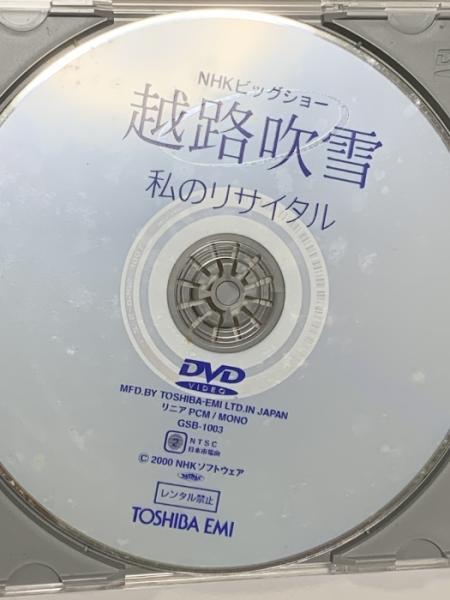 NHKビッグショー
越路吹雪
私のリサイタル
DVD
VIDEO
MFD.BY TOSHIBA-EMI LTD.IN JAPAN
リニアPCM / MONO
GSB-1003
2 NTSC
日本市場向
© 2000 NHKソフトウェア
レンタル禁止
TOSHIBA EMI